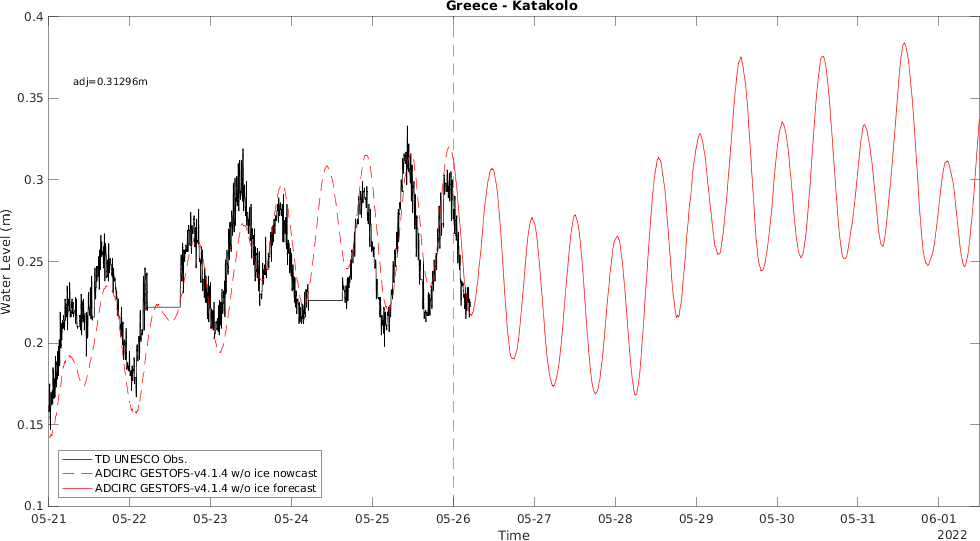 Greece - Katakolo
adj=0.31296m
0.4
0.35
0.3
0.25
0.2
0.15
0.1
Water Level (m)
TD UNESCO Obs.
ADCIRC GESTOFS-v4.1.4 w/o ice nowcast
ADCIRC GESTOFS-v4.1.4 w/o ice forecast
05-21 05-22 05-23 05-24 05-25 05-26 05-27 05-28 05-29 05-30 05-31 06-01
Time
2022